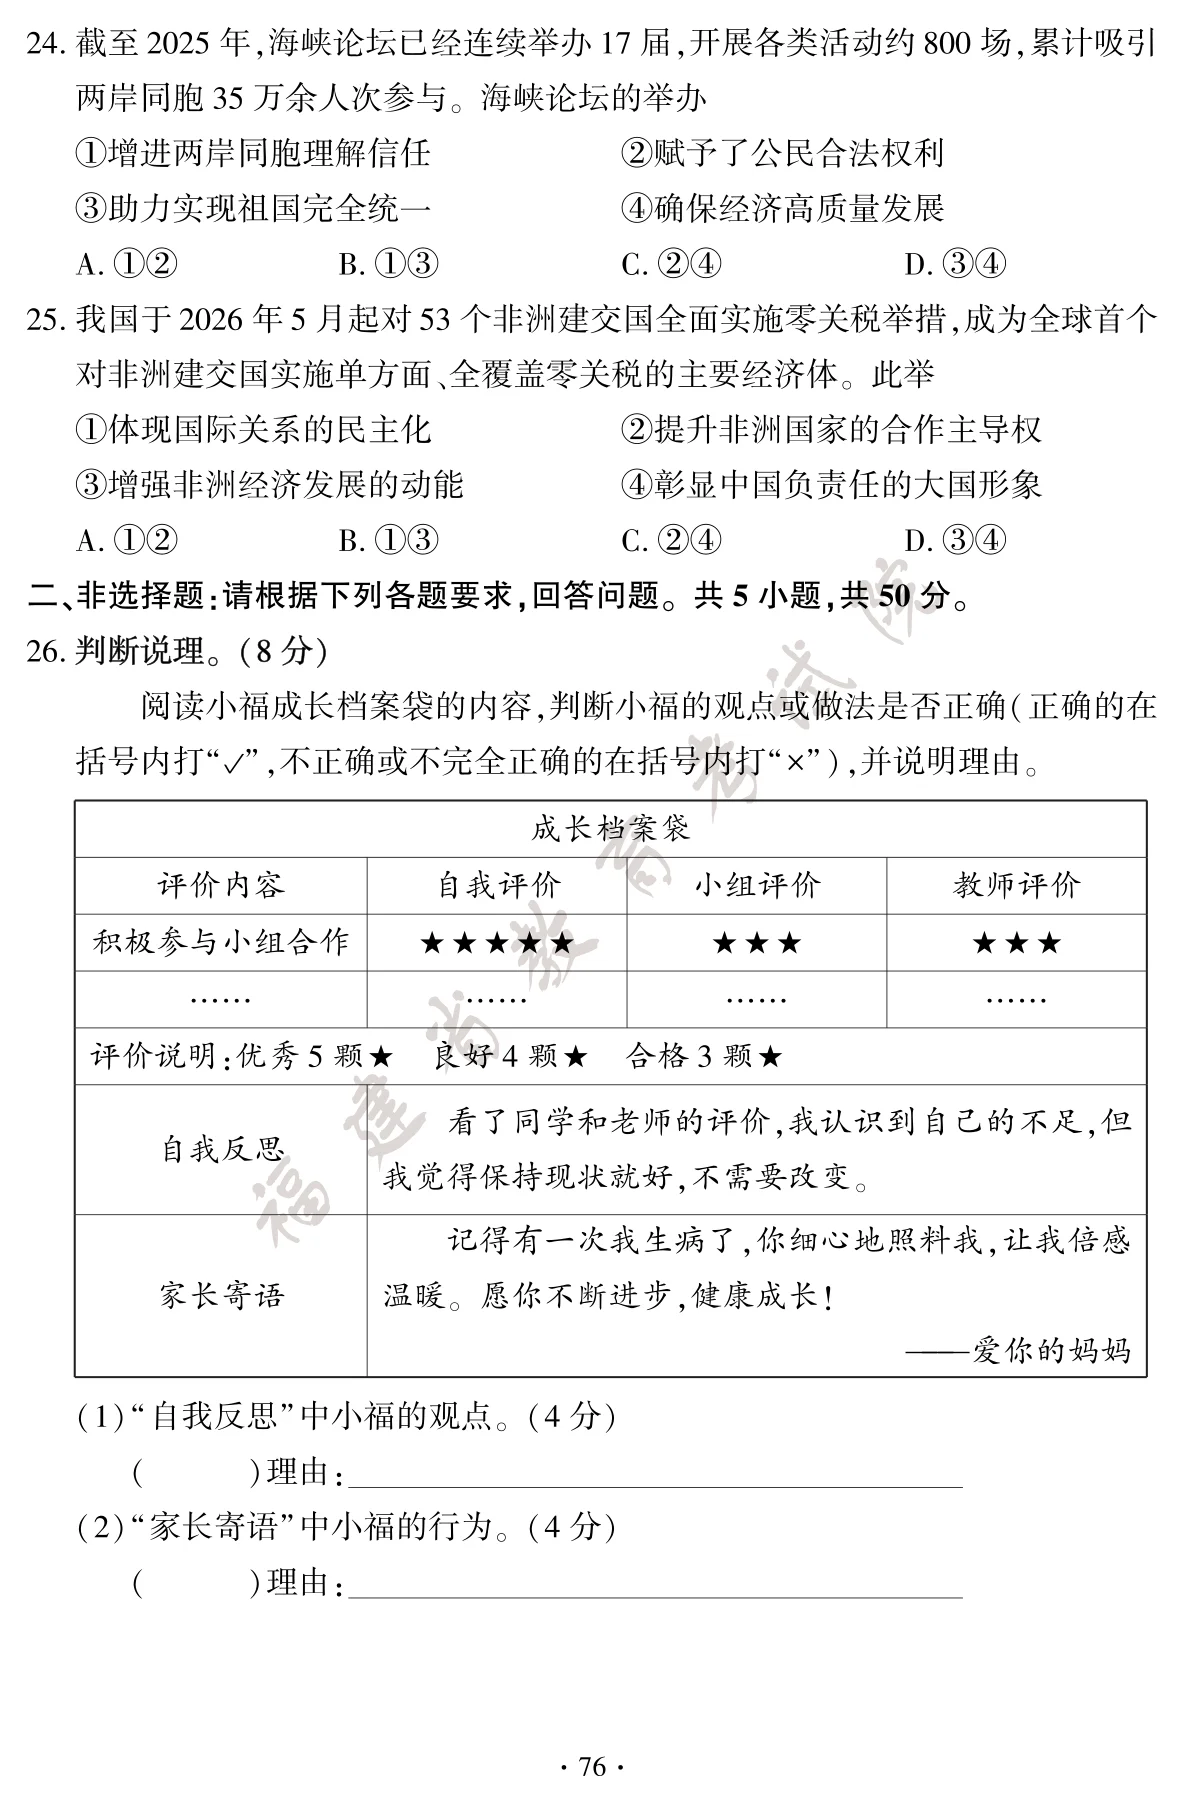 24. 截至 2025 年,海峡论坛已经连续举办 17 届,开展各类活动约 800 场,累计吸引
两岸同胞 35 万余人次参与。海峡论坛的举办
①增进两岸同胞理解信任 ②赋予了公民合法权利
③助力实现祖国完全统一 ④确保经济高质量发展
A. ①② B. ①③ C. ②④ D. ③④
25. 我国于 2026 年 5 月起对 53 个非洲建交国全面实施零关税举措,成为全球首个
对非洲建交国实施单方面、全覆盖零关税的主要经济体。此举
①体现国际关系的民主化 ②提升非洲国家的合作主导权
③增强非洲经济发展的动能 ④彰显中国负责任的大国形象
A. ①② B. ①③ C. ②④ D. ③④
二、非选择题:请根据下列各题要求,回答问题。共 5 小题,共 50 分。
26. 判断说理。(8 分)
阅读小福成长档案袋的内容,判断小福的观点或做法是否正确(正确的在
括号内打“✓”,不正确或不完全正确的在括号内打“×”),并说明理由。
成长档案袋
评价内容 自我评价 小组评价 教师评价
积极参与小组合作 ★★★★★ ★★★ ★★★
…… …… …… ……
评价说明:优秀 5 颗★ 良好 4 颗★ 合格 3 颗★
自我反思
看了同学和老师的评价,我认识到自己的不足,但
我觉得保持现状就好,不需要改变。
家长寄语
记得有一次我生病了,你细心地照料我,让我倍感
温暖。愿你不断进步,健康成长!
——爱你的妈妈
(1)“自我反思”中小福的观点。(4 分)
( )理由:
(2)“家长寄语”中小福的行为。(4 分)
( )理由:
· 76 ·
福建省教育考试院